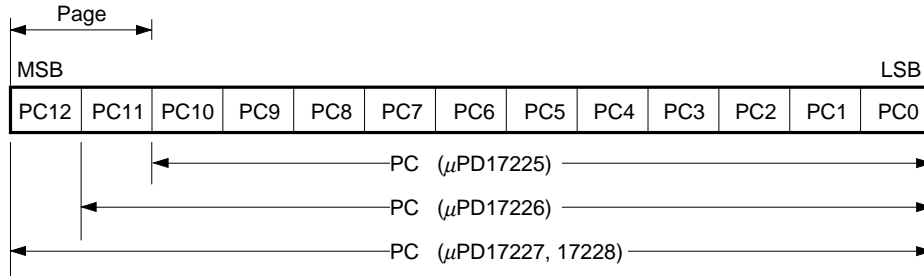 Page
MSB LSB
PC12 PC11 PC10 PC9 PC8 PC7 PC6 PC5 PC4 PC3 PC2 PC1 PC0
PC (μPD17225)
PC (μPD17226)
PC (μPD17227, 17228)